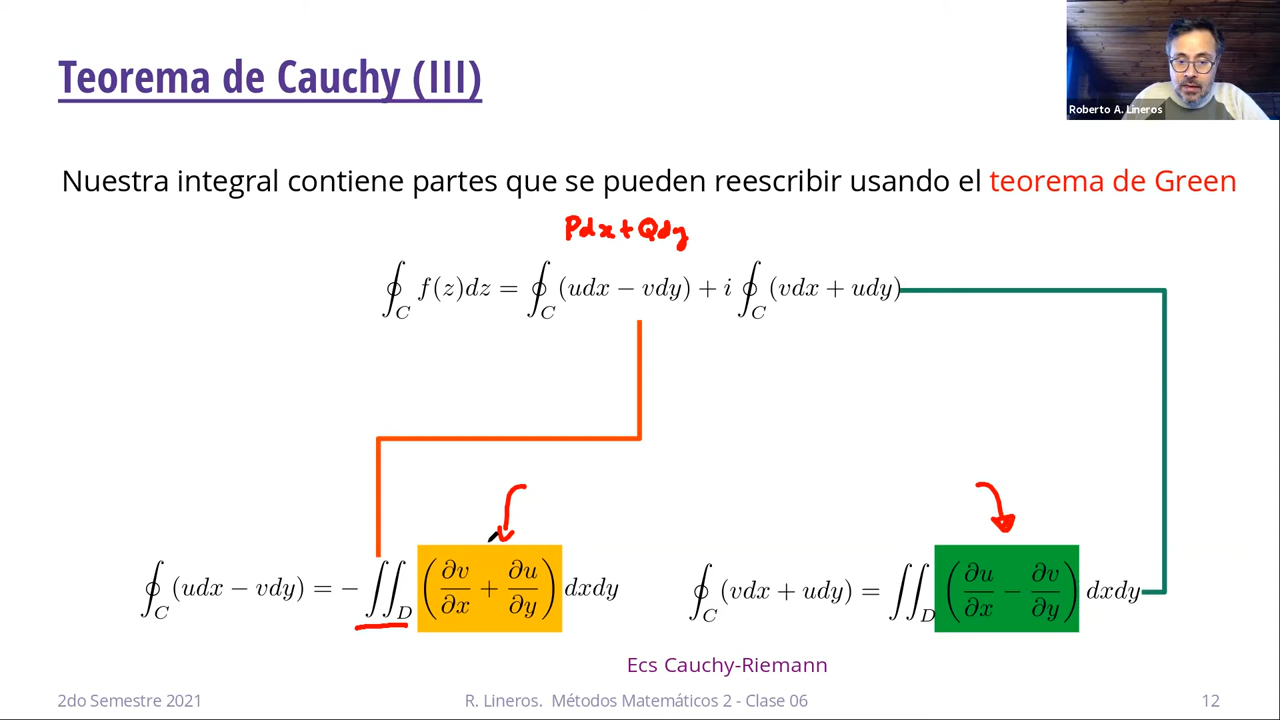 Roberto A. Lineros
Teorema de Cauchy (III)
Nuestra integral contiene partes que se pueden reescribir usando el teorema de Green
Pdx+Qdy
∮_C f(z)dz = ∮_C (udx − vdy) + i ∮_C (vdx + udy)
∮_C (udx − vdy) = − ∬_D (∂v/∂x + ∂u/∂y) dxdy
∮_C (vdx + udy) = ∬_D (∂u/∂x − ∂v/∂y) dxdy
Ecs Cauchy-Riemann
2do Semestre 2021
R. Lineros. Métodos Matemáticos 2 - Clase 06
12